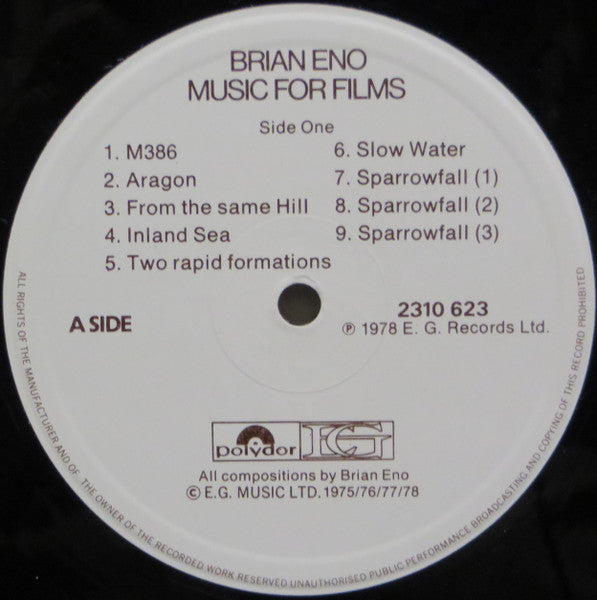 BRIAN ENO
MUSIC FOR FILMS
Side One
1. M386
2. Aragon
3. From the same Hill
4. Inland Sea
5. Two rapid formations
6. Slow Water
7. Sparrowfall (1)
8. Sparrowfall (2)
9. Sparrowfall (3)
A SIDE
2310 623
℗ 1978 E. G. Records Ltd.
polydor
EG
All compositions by Brian Eno
© E.G. MUSIC LTD. 1975/76/77/78
ALL RIGHTS OF THE MANUFACTURER AND OF THE OWNER OF THE RECORDED WORK RESERVED UNAUTHORISED PUBLIC PERFORMANCE BROADCASTING AND COPYING OF THIS RECORD PROHIBITED